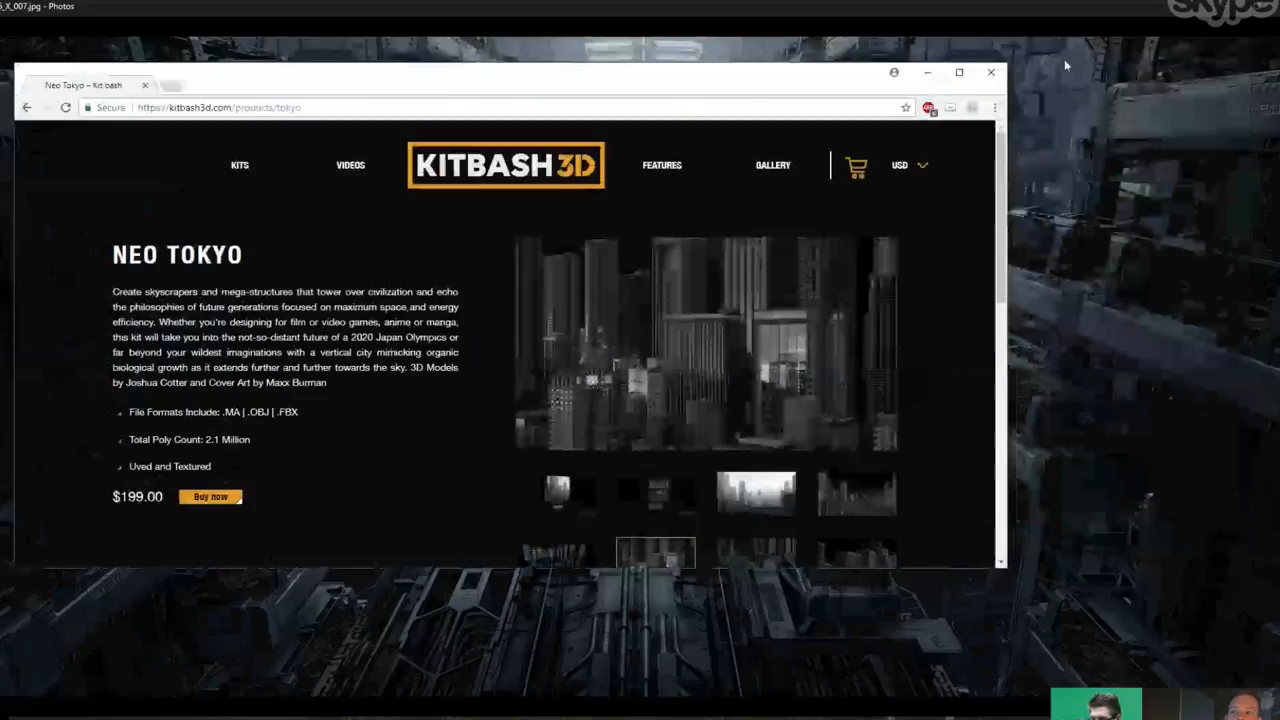 5_X_007.jpg - Photos
skype
Neo Tokyo – Kitbash
Secure https://kitbash3d.com/products/tokyo
KITS VIDEOS KITBASH 3D FEATURES GALLERY USD
NEO TOKYO
Create skyscrapers and mega-structures that tower over civilization and echo
the philosophies of future generations focused on maximum space and energy
efficiency. Whether you're designing for film or video games, anime or manga,
this kit will take you into the not-so-distant future of a 2020 Japan Olympics or
far beyond your wildest imaginations with a vertical city mimicking organic
biological growth as it extends further and further towards the sky. 3D Models
by Joshua Cotter and Cover Art by Maxx Burman
File Formats Include: .MA | .OBJ | .FBX
Total Poly Count: 2.1 Million
Uved and Textured
$199.00 Buy now